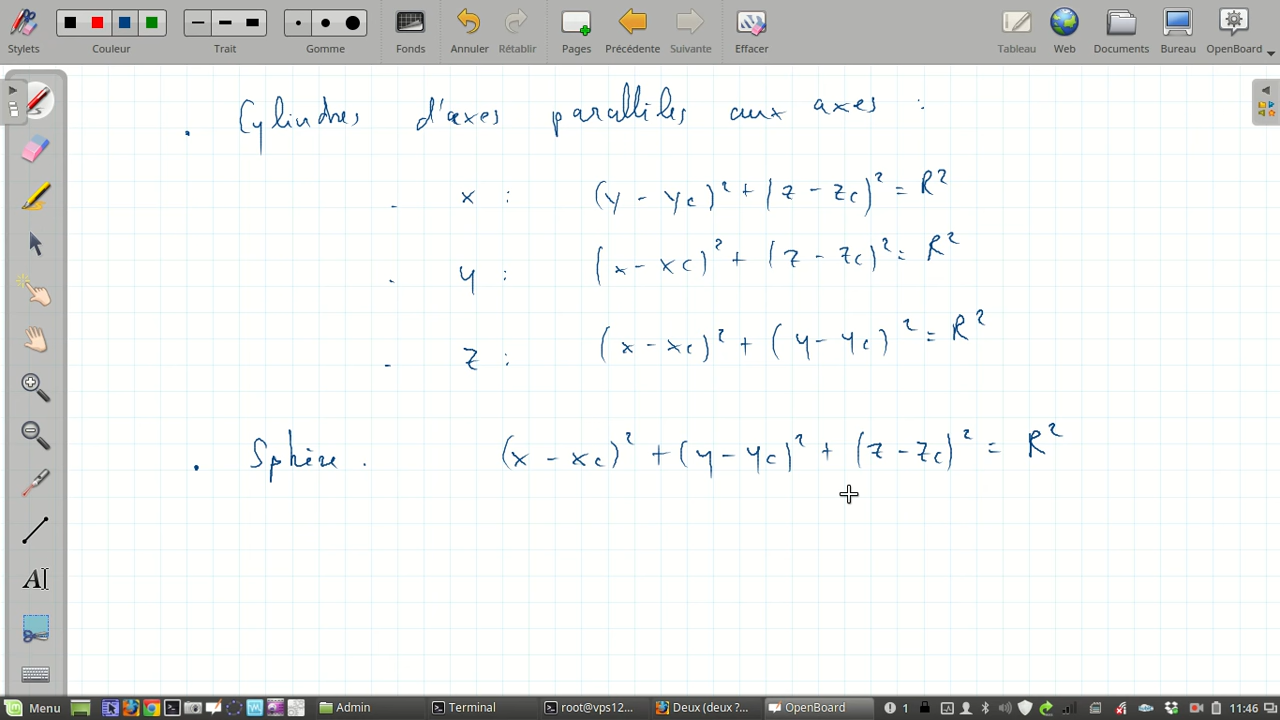 Stylets Couleur Trait Gomme Fonds Annuler Rétablir Pages Précédente Suivante Effacer Tableau Web Documents Bureau OpenBoard
. Cylindres d'axes parallèles aux axes :
. x : (y - yc)² + (z - zc)² = R²
. y : (x - xc)² + (z - zc)² = R²
. z : (x - xc)² + (y - yc)² = R²
. Sphère . (x - xc)² + (y - yc)² + (z - zc)² = R²
AI
Menu Admin Terminal root@vps12... Deux (deux ?... OpenBoard 1 11:46